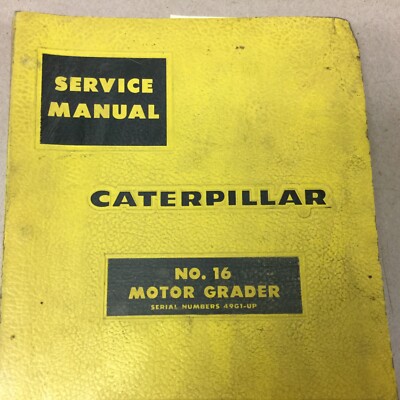 SERVICE
MANUAL
CATERPILLAR
NO. 16
MOTOR GRADER
SERIAL NUMBERS 49G1-UP